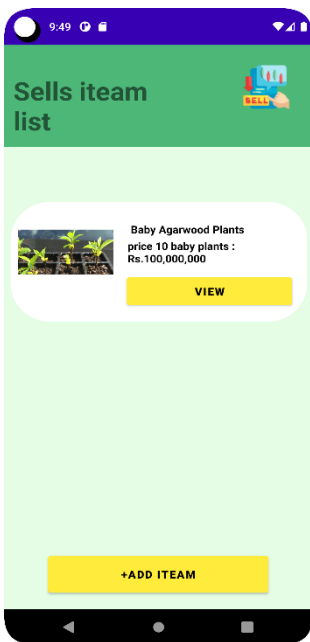 9:49
Sells iteam
list
SELL
Baby Agarwood Plants
price 10 baby plants :
Rs.100,000,000
VIEW
+ADD ITEAM